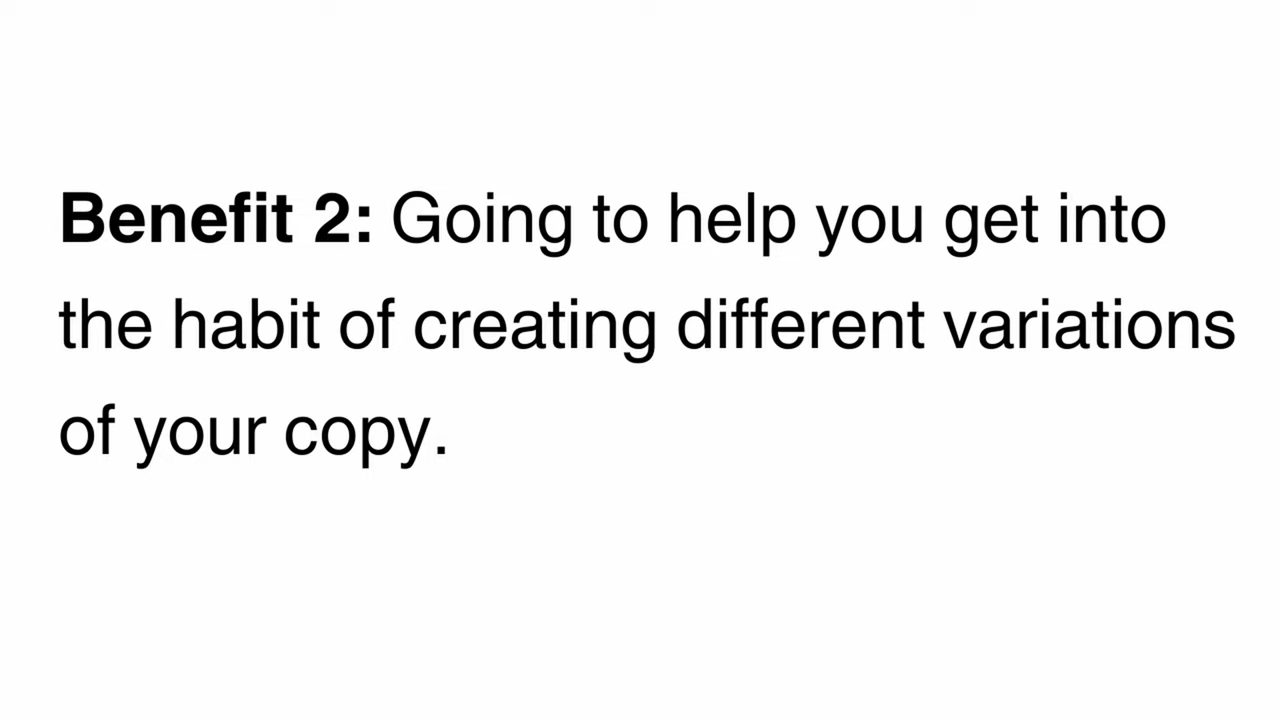 Benefit 2: Going to help you get into
the habit of creating different variations
of your copy.